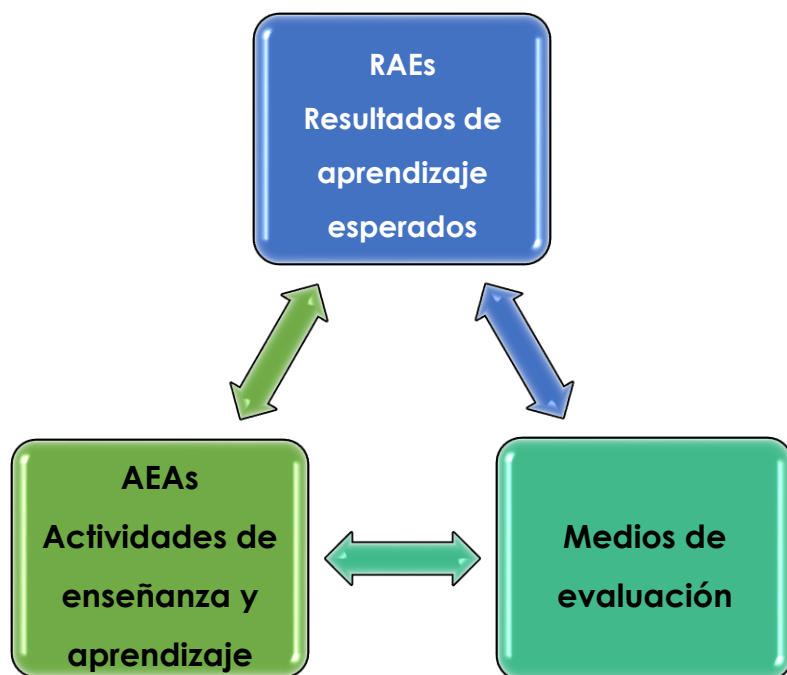 RAEs
Resultados de
aprendizaje
esperados
AEAs
Actividades de
enseñanza y
aprendizaje
Medios de
evaluación